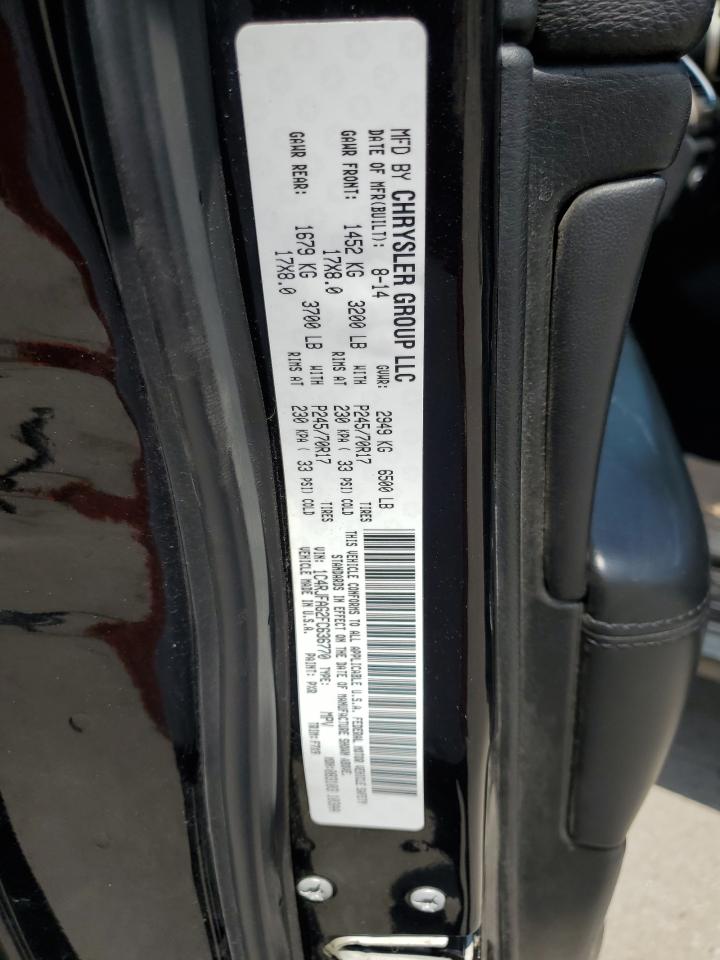 MFD BY CHRYSLER GROUP LLC
DATE OF MFR(BUILT): 8-14 GVWR: 2949 KG 6500 LB
GAWR FRONT: 1452 KG 3200 LB WITH P245/70R17 TIRES
17X8.0 RIMS AT 230 KPA ( 33 PSI) COLD
GAWR REAR: 1679 KG 3700 LB WITH P245/70R17 TIRES
17X8.0 RIMS AT 230 KPA ( 33 PSI) COLD
THIS VEHICLE CONFORMS TO ALL APPLICABLE U.S.A. FEDERAL MOTOR VEHICLE SAFETY
STANDARDS IN EFFECT ON THE DATE OF MANUFACTURE SHOWN ABOVE.
VIN: 1C4RJFAG2FC636770 TYPE: MPV
VEHICLE MADE IN U.S.A. PAINT: PXR TRIM: